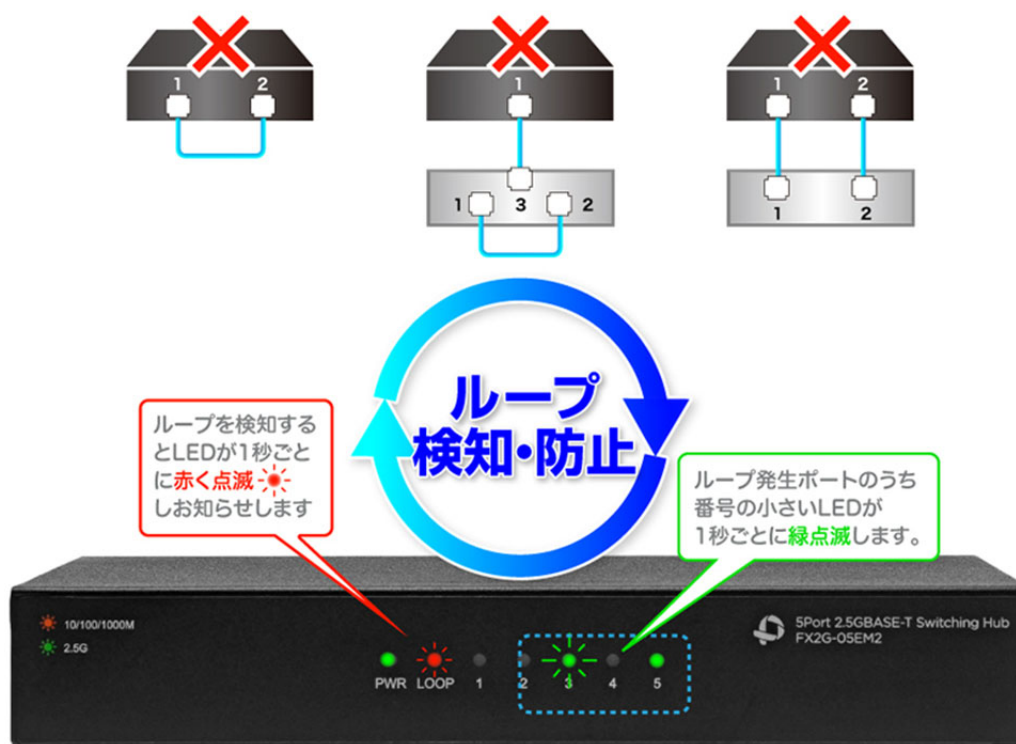 1 2
1
1 3 2
1 2
1 2
ループ
検知・防止
ループを検知する
とLEDが1秒ごと
に赤く点滅
しお知らせします
ループ発生ポートのうち
番号の小さいLEDが
1秒ごとに緑点滅します。
10/100/1000M
2.5G
PWR LOOP 1 2 3 4 5
5Port 2.5GBASE-T Switching Hub
FX2G-05EM2